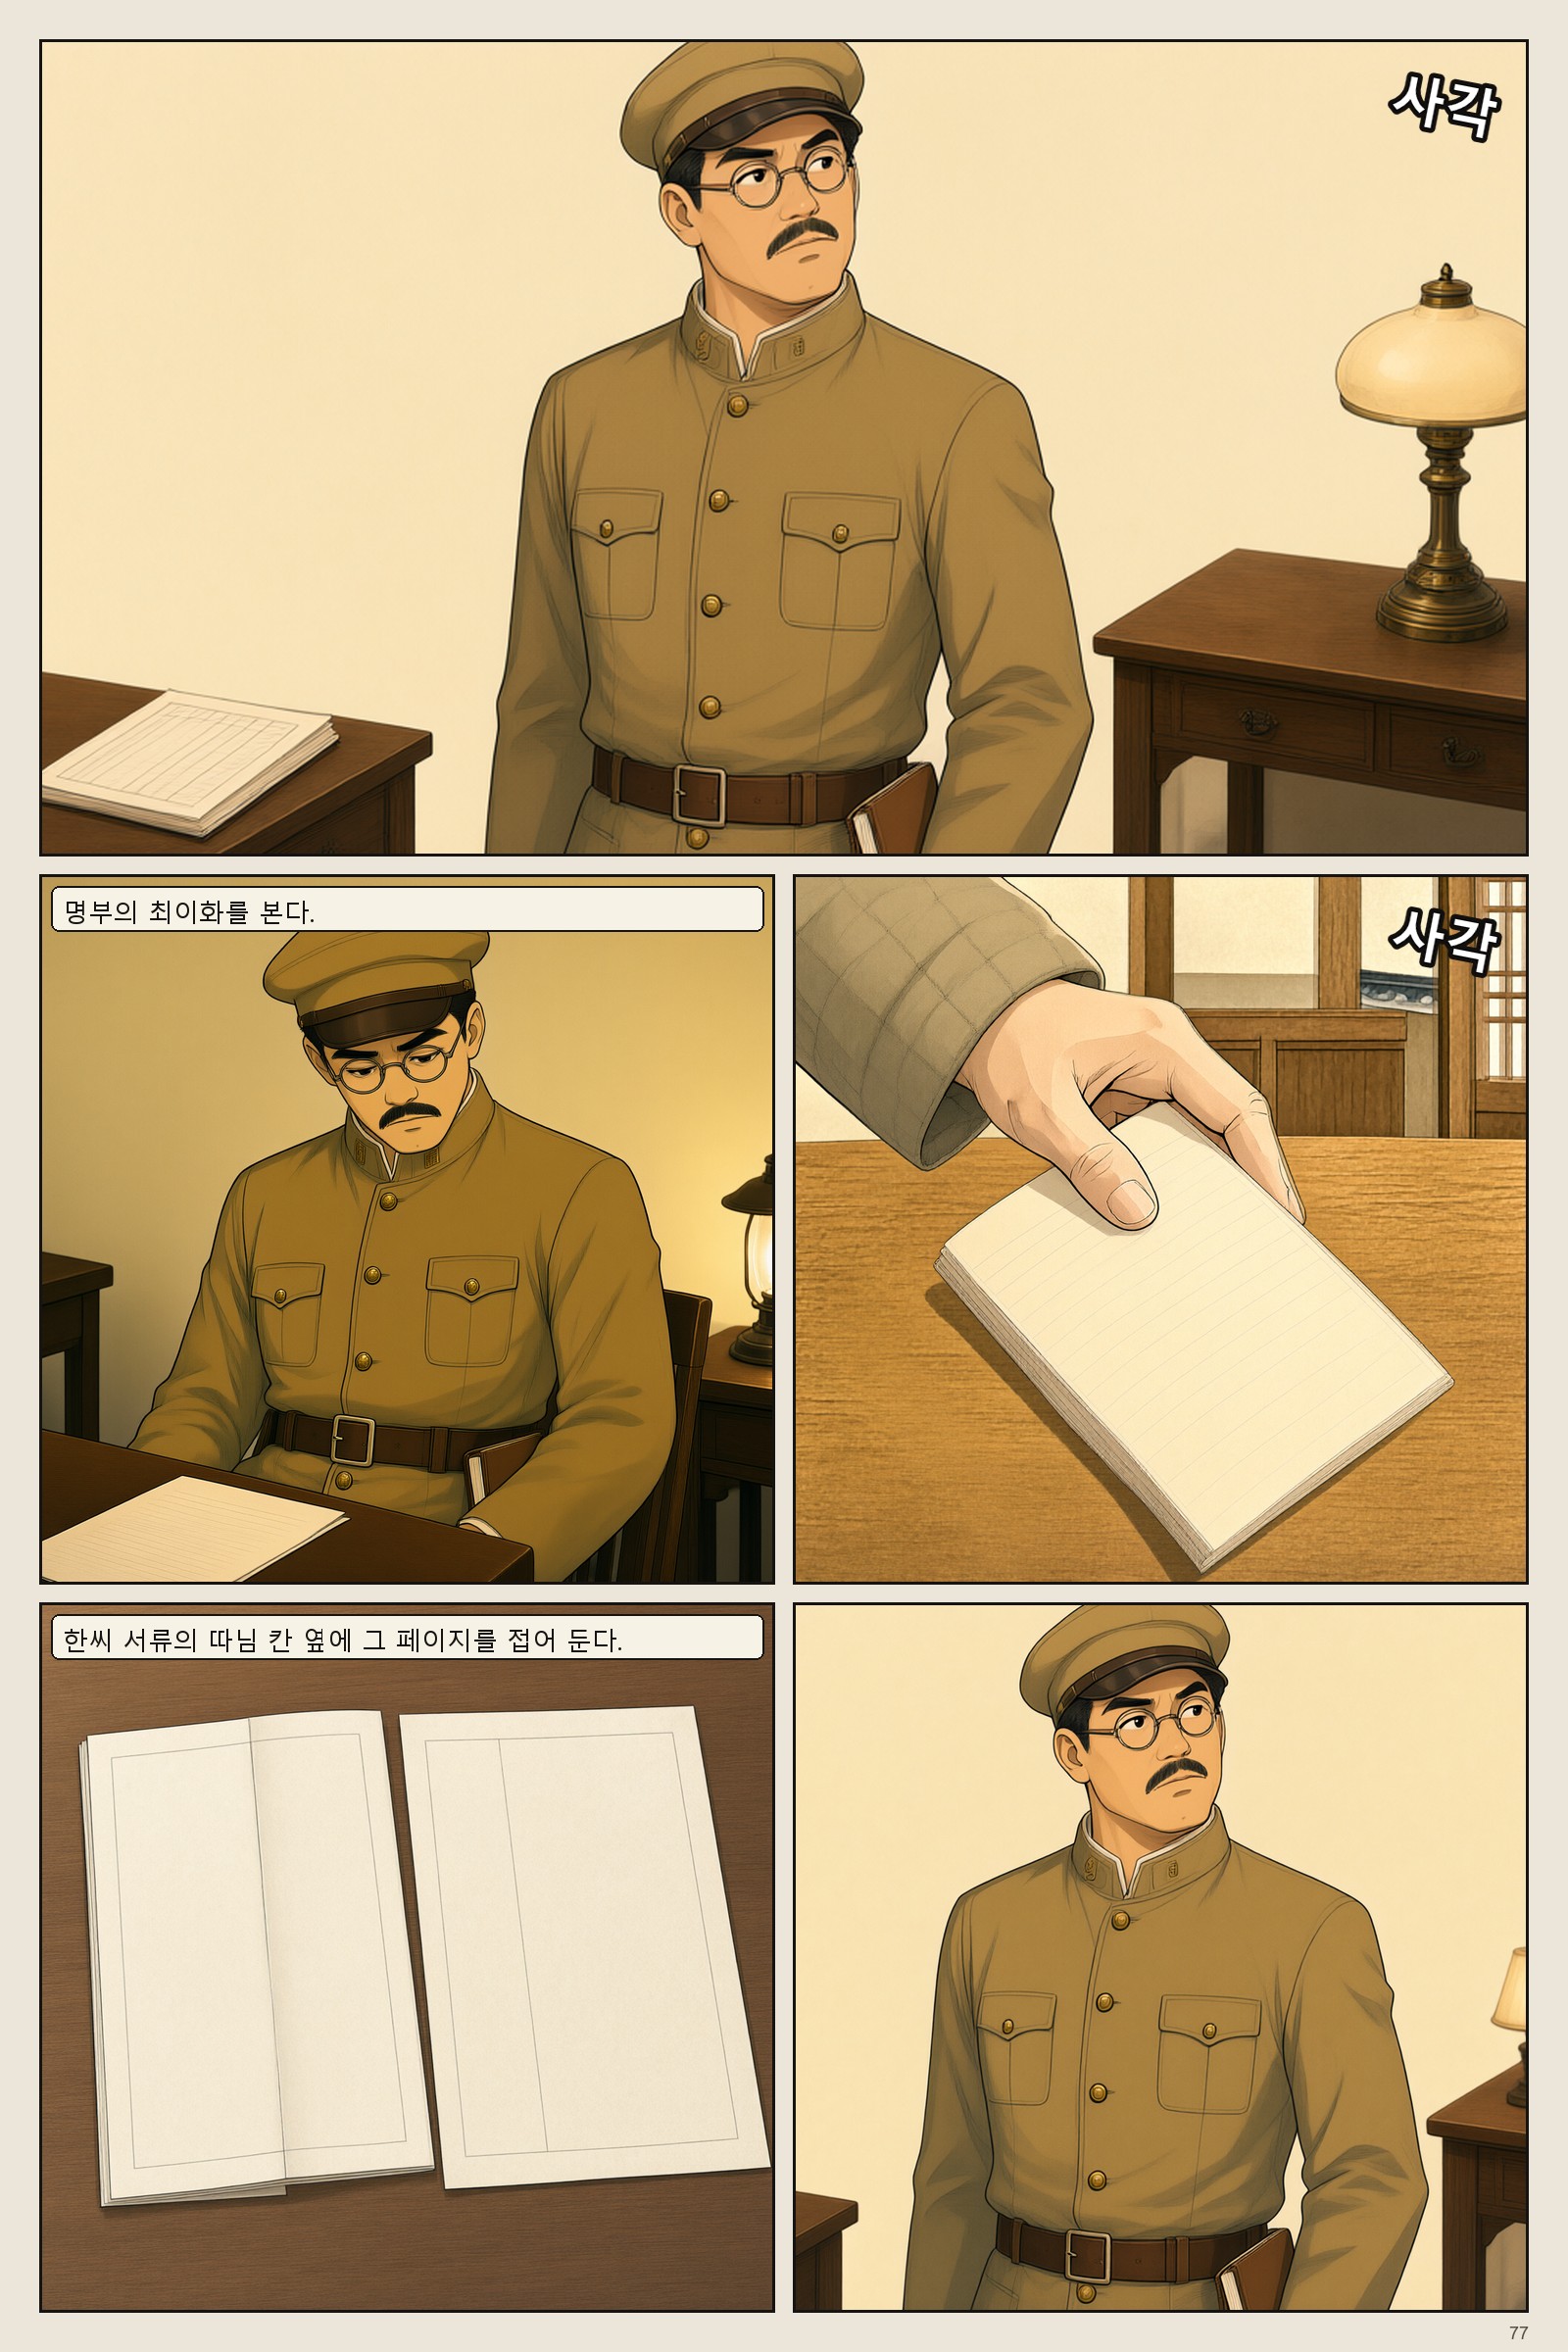 사각
명부의 최이화를 본다.
사각
한씨 서류의 따님 칸 옆에 그 페이지를 접어 둔다.
77